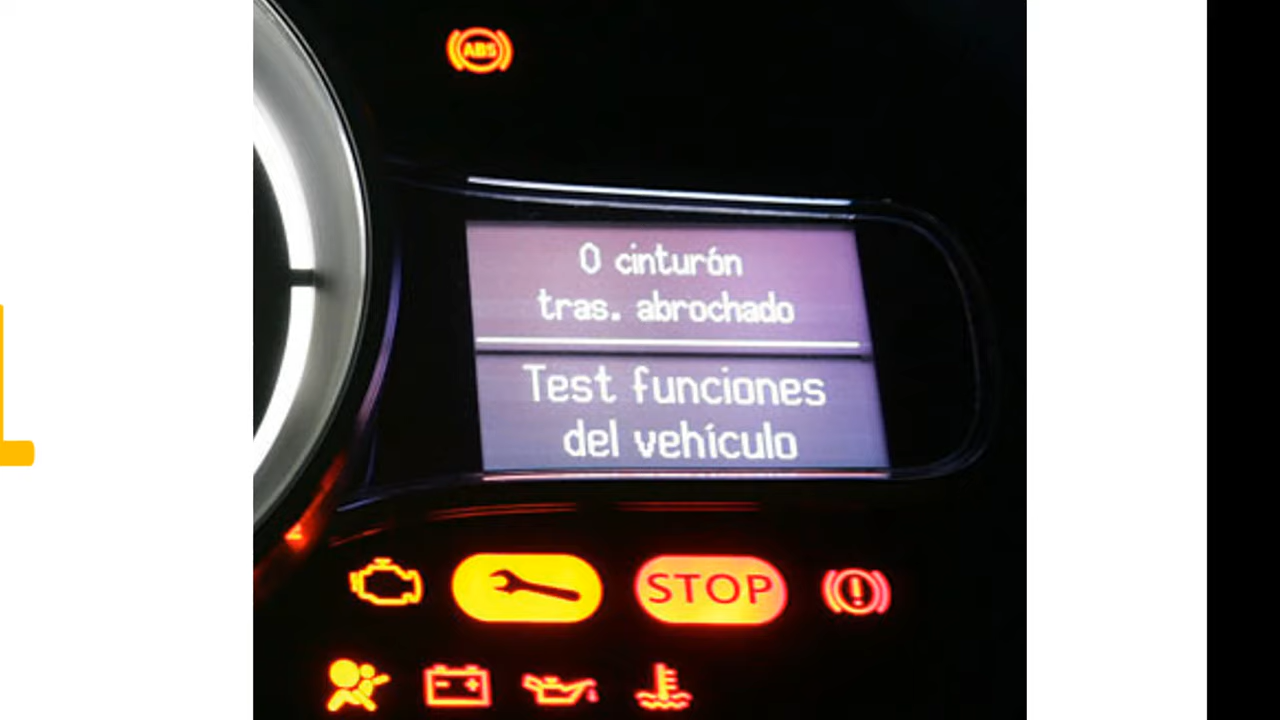 ABS
0 cinturón
tras. abrochado
Test funciones
del vehículo
STOP